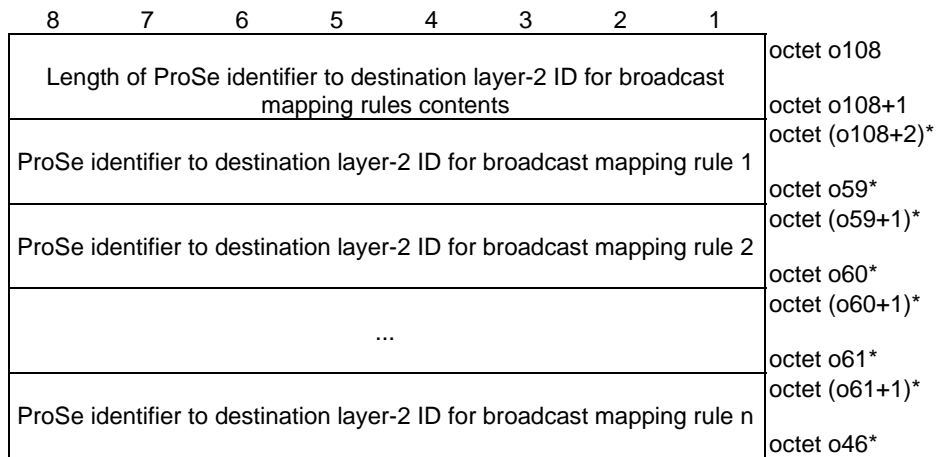 8 7 6 5 4 3 2 1
octet o108
Length of ProSe identifier to destination layer-2 ID for broadcast
mapping rules contents
octet o108+1
octet (o108+2)*
ProSe identifier to destination layer-2 ID for broadcast mapping rule 1
octet o59*
octet (o59+1)*
ProSe identifier to destination layer-2 ID for broadcast mapping rule 2
octet o60*
octet (o60+1)*
...
octet o61*
octet (o61+1)*
ProSe identifier to destination layer-2 ID for broadcast mapping rule n
octet o46*